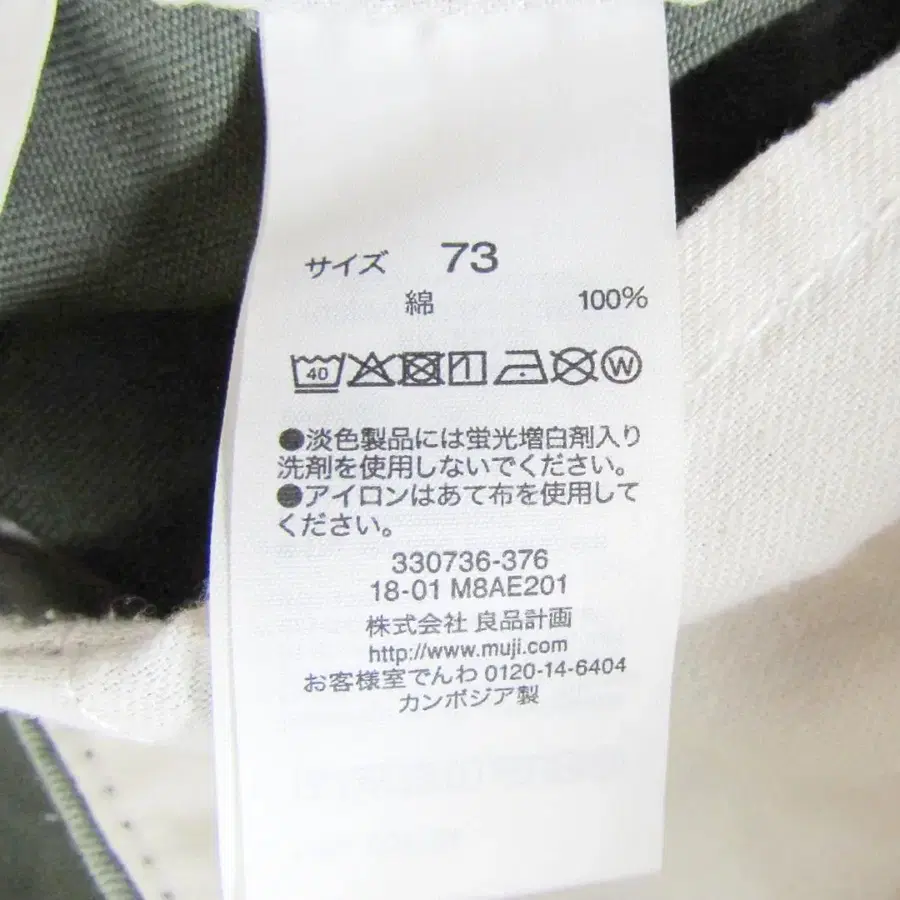 サイズ 73
綿 100%
40 W
●淡色製品には蛍光増白剤入り
洗剤を使用しないでください。
●アイロンはあて布を使用して
ください。
330736-376
18-01 M8AE201
株式会社 良品計画
http://www.muji.com
お客様室でんわ 0120-14-6404
カンボジア製